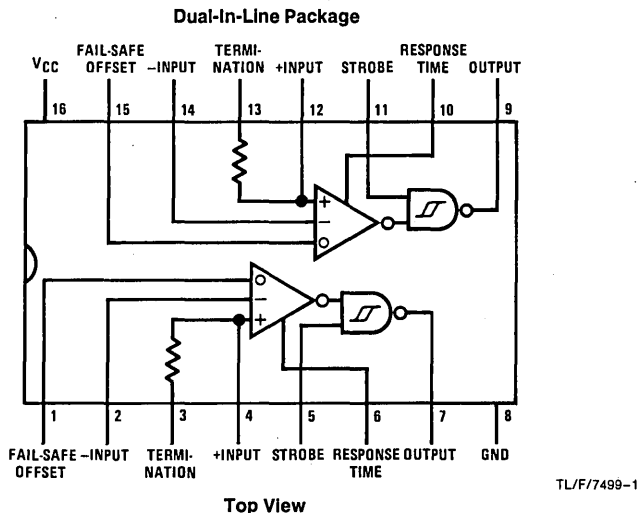 Dual-In-Line Package
FAIL-SAFE TERMI- RESPONSE
VCC OFFSET –INPUT NATION +INPUT STROBE TIME OUTPUT
16 15 14 13 12 11 10 9
+
–
–
+
1 2 3 4 5 6 7 8
FAIL-SAFE –INPUT TERMI- +INPUT STROBE RESPONSE OUTPUT GND
OFFSET NATION TIME
TL/F/7499–1
Top View